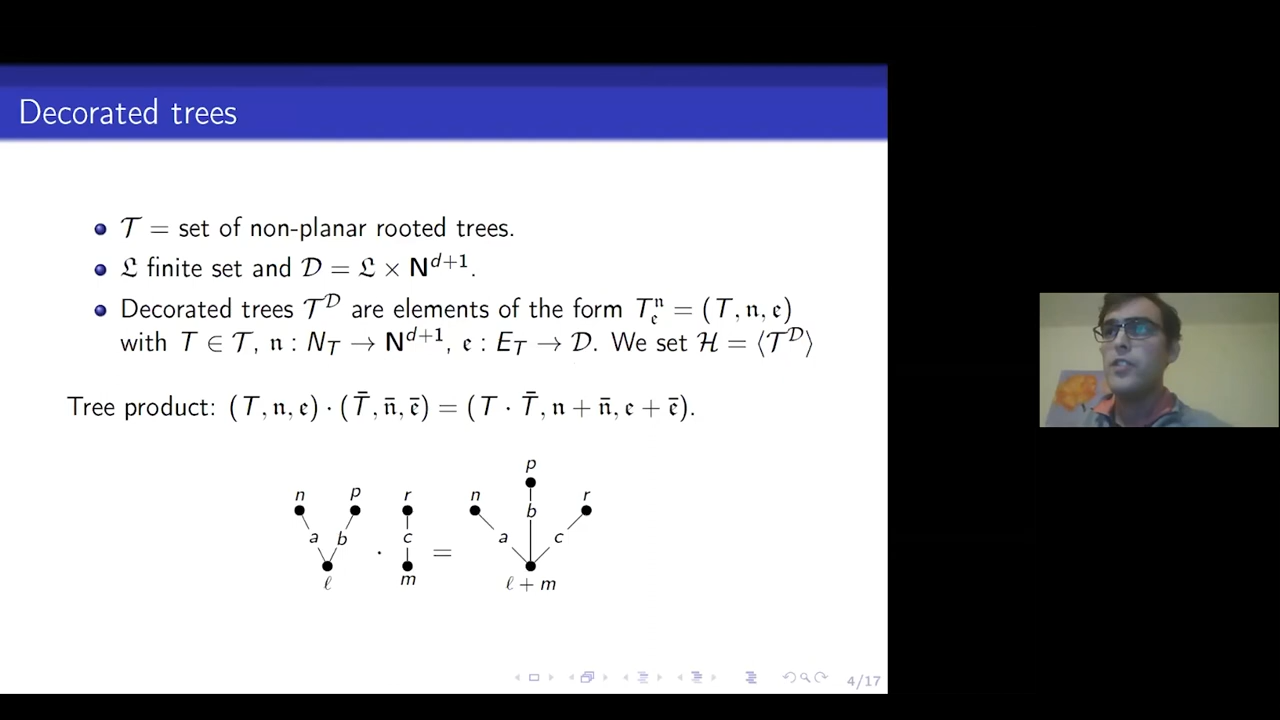 Decorated trees
𝒯 = set of non-planar rooted trees.
𝔏 finite set and 𝒟 = 𝔏 × N^{d+1}.
Decorated trees 𝒯^𝒟 are elements of the form T^𝔫_𝔢 = (T, 𝔫, 𝔢)
with T ∈ 𝒯, 𝔫 : N_T → N^{d+1}, 𝔢 : E_T → 𝒟. We set ℋ = ⟨𝒯^𝒟⟩
Tree product: (T, 𝔫, 𝔢) · (T̄, 𝔫̄, 𝔢̄) = (T · T̄, 𝔫 + 𝔫̄, 𝔢 + 𝔢̄).
p
n p r n r
b
a b c a c
· =
ℓ m ℓ + m
4/17